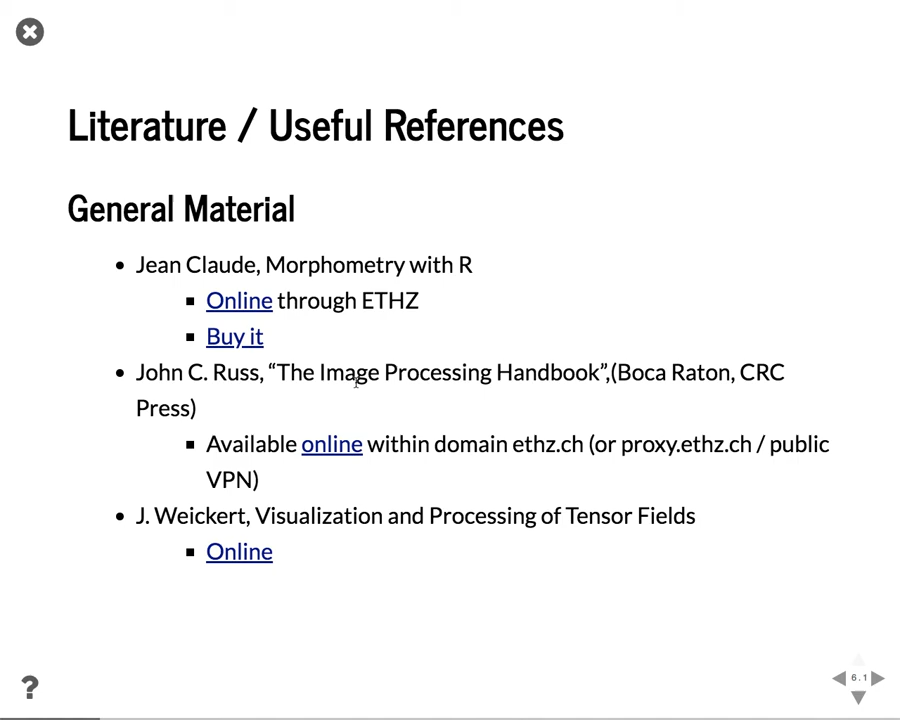 Literature / Useful References
General Material
Jean Claude, Morphometry with R
Online through ETHZ
Buy it
John C. Russ, “The Image Processing Handbook”,(Boca Raton, CRC
Press)
Available online within domain ethz.ch (or proxy.ethz.ch / public
VPN)
J. Weickert, Visualization and Processing of Tensor Fields
Online
?
6.1